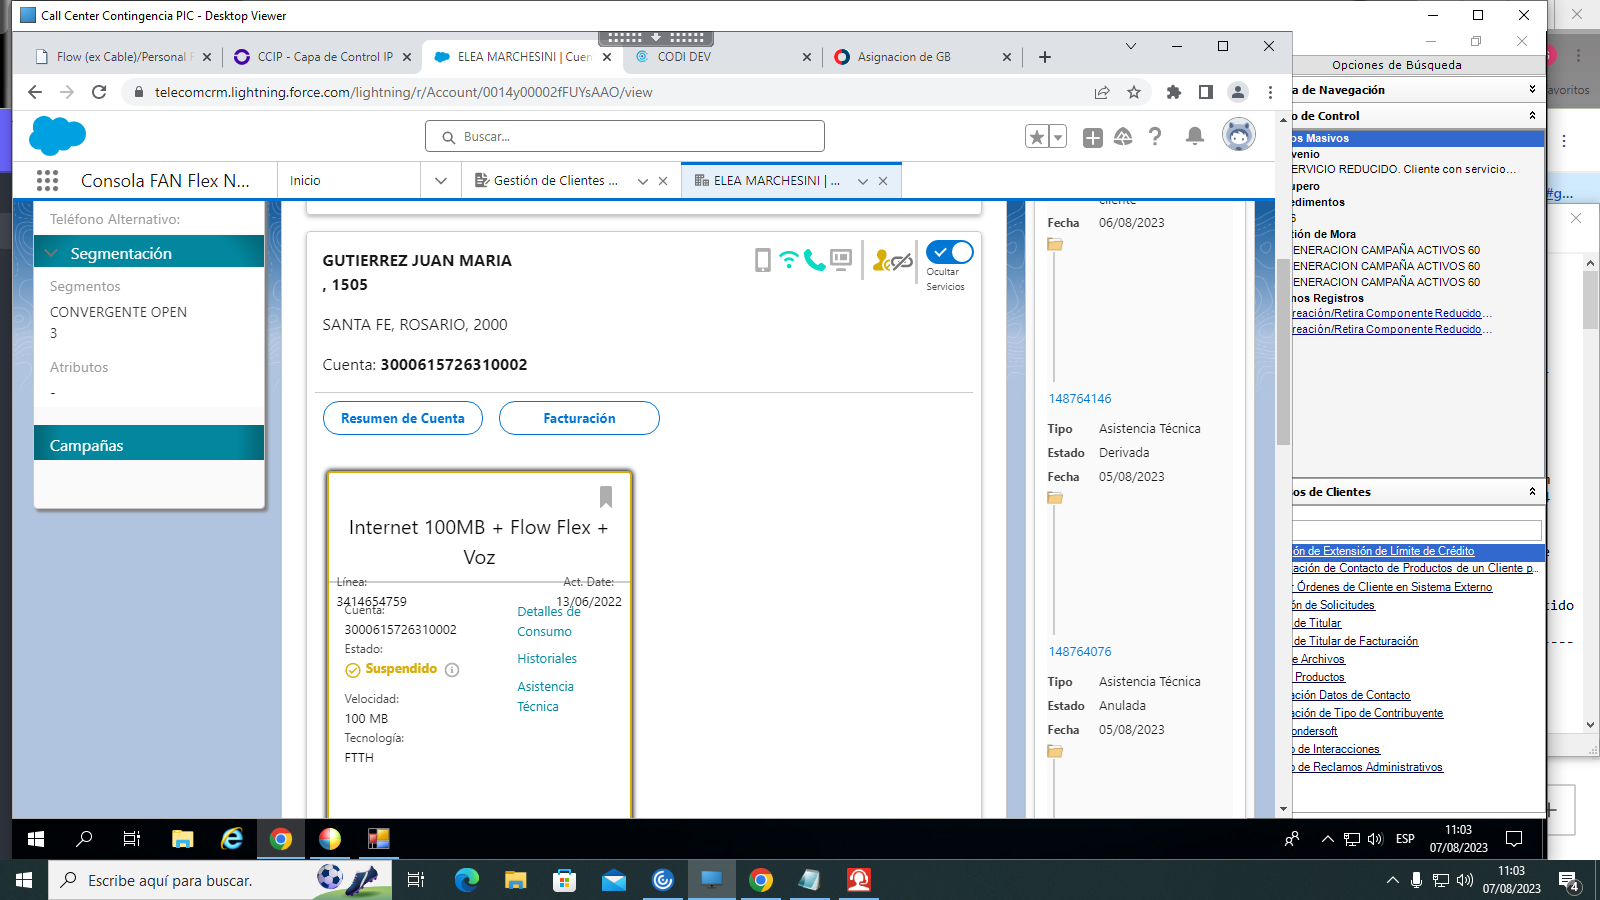 Call Center Contingencia PIC - Desktop Viewer
Flow (ex Cable)/Personal F
CCIP - Capa de Control IP
ELEA MARCHESINI | Cuen
CODI DEV
Asignacion de GB
telecomcrm.lightning.force.com/lightning/r/Account/0014y00002fFUYsAAO/view
Buscar...
Consola FAN Flex N...
Inicio
Gestión de Clientes ...
ELEA MARCHESINI | ...
Teléfono Alternativo:
Segmentación
Segmentos
CONVERGENTE OPEN
3
Atributos
-
Campañas
GUTIERREZ JUAN MARIA
, 1505
Ocultar
Servicios
SANTA FE, ROSARIO, 2000
Cuenta: 3000615726310002
Resumen de Cuenta
Facturación
Internet 100MB + Flow Flex +
Voz
Línea:
Act. Date:
3414654759
13/06/2022
Cuenta:
3000615726310002
Estado:
Suspendido
Velocidad:
100 MB
Tecnología:
FTTH
Detalles de
Consumo
Historiales
Asistencia
Técnica
cliente
Fecha 06/08/2023
148764146
Tipo Asistencia Técnica
Estado Derivada
Fecha 05/08/2023
148764076
Tipo Asistencia Técnica
Estado Anulada
Fecha 05/08/2023
Opciones de Búsqueda
a de Navegación
o de Control
os Masivos
venio
ERVICIO REDUCIDO. Cliente con servicio...
upero
edimentos
6
tión de Mora
ENERACION CAMPAÑA ACTIVOS 60
ENERACION CAMPAÑA ACTIVOS 60
ENERACION CAMPAÑA ACTIVOS 60
mos Registros
reación/Retira Componente Reducido...
reación/Retira Componente Reducido...
os de Clientes
ión de Extensión de Límite de Crédito
tación de Contacto de Productos de un Cliente p...
r Órdenes de Cliente en Sistema Externo
ón de Solicitudes
de Titular
de Titular de Facturación
e Archivos
Productos
ación Datos de Contacto
ación de Tipo de Contribuyente
ondersoft
o de Interacciones
o de Reclamos Administrativos
avoritos
#g...
tido
----
ESP
11:03
07/08/2023
Escribe aquí para buscar.
11:03
07/08/2023
4